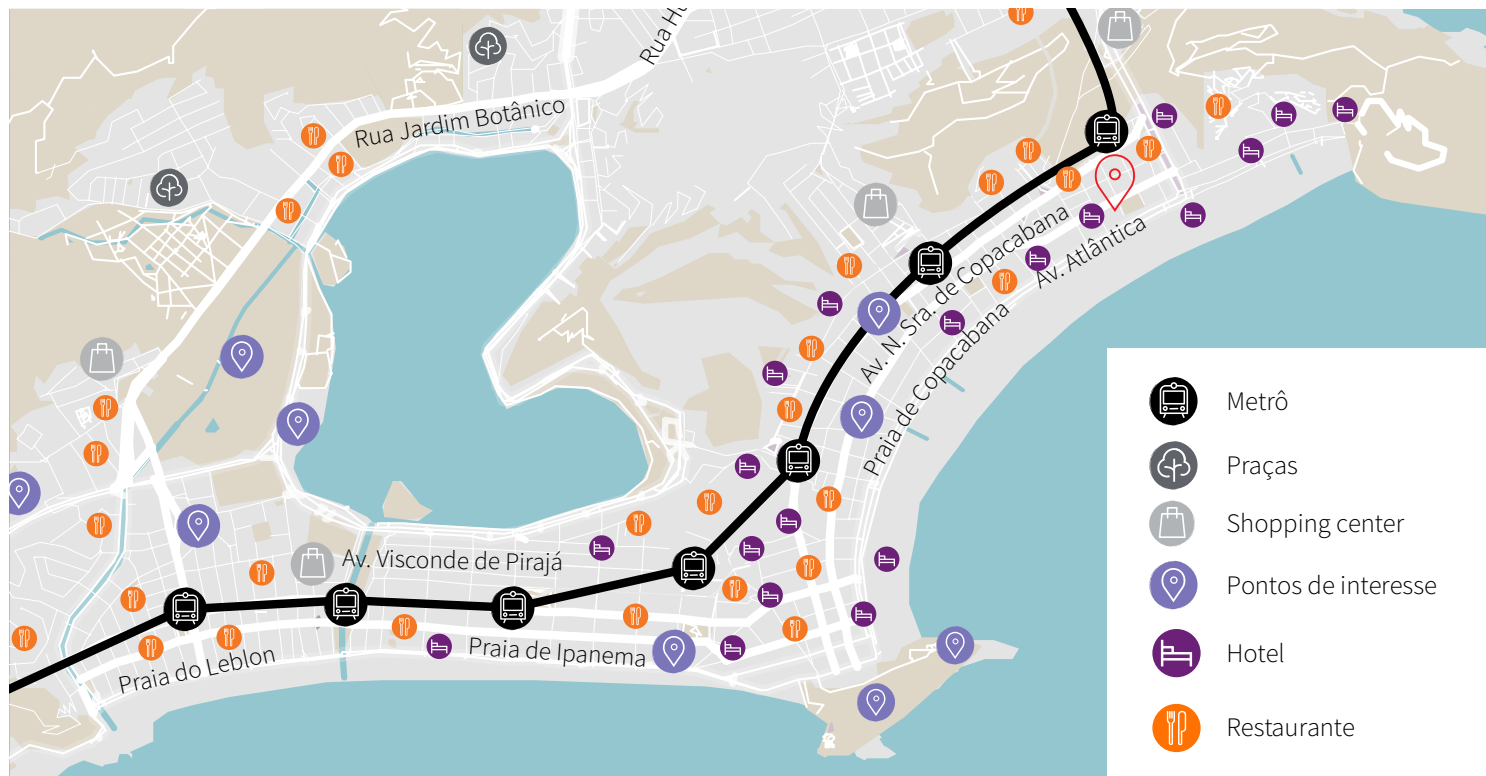 Rua Jardim Botânico
Av. N. Sra. de Copacabana
Av. Atlântica
Praia de Copacabana
Av. Visconde de Pirajá
Praia de Ipanema
Praia do Leblon
Metrô
Praças
Shopping center
Pontos de interesse
Hotel
Restaurante